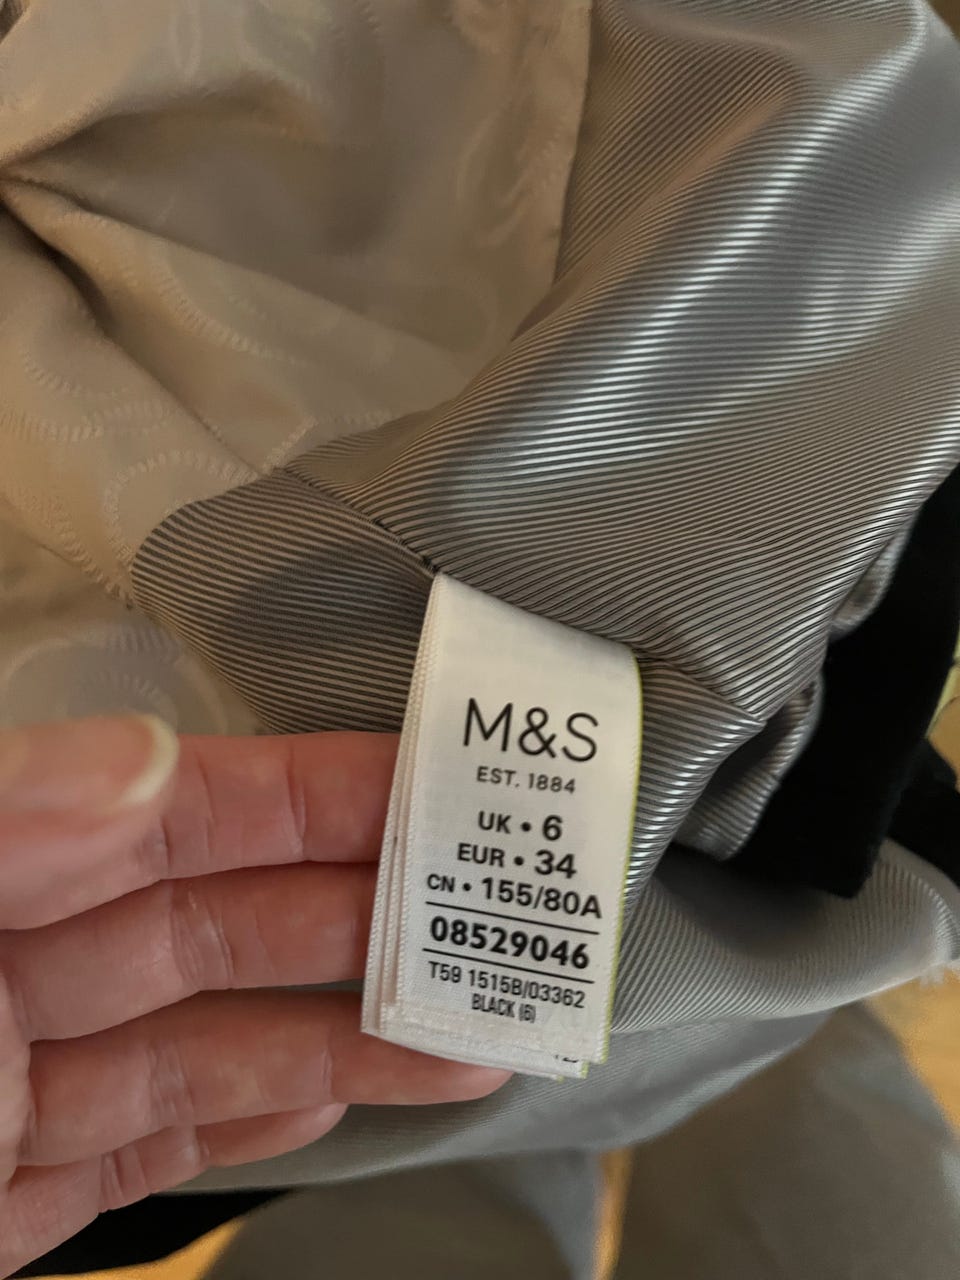 M&S
EST. 1884
UK • 6
EUR • 34
CN • 155/80A
08529046
T59 1515B/03362
BLACK (6)